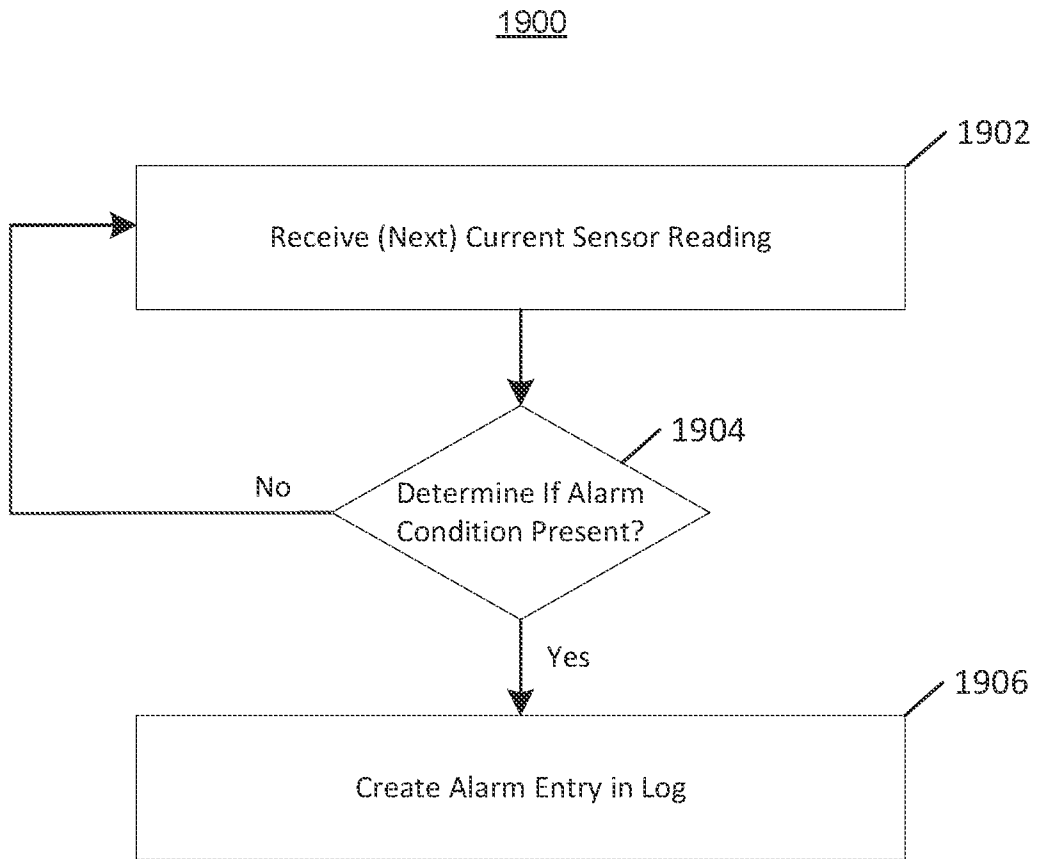 1900
1902
Receive (Next) Current Sensor Reading
1904
No
Determine If Alarm
Condition Present?
Yes
1906
Create Alarm Entry in Log